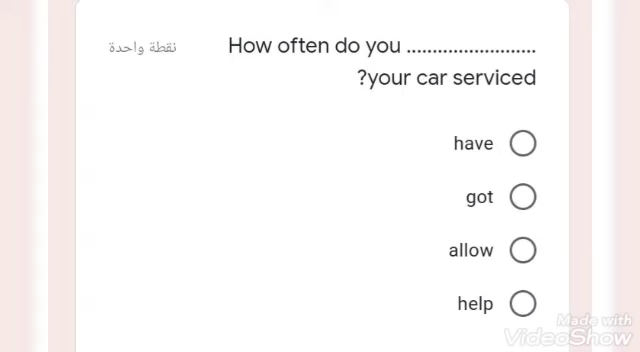 How often do you .........................
?your car serviced
نقطة واحدة
have
got
allow
help
Made with
VideoShow